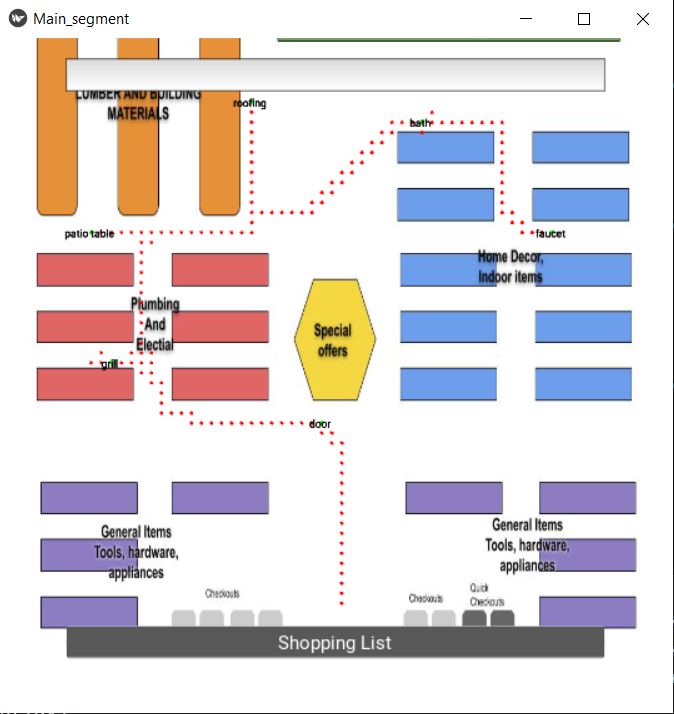 Main_segment
LUMBER AND BUILDING
MATERIALS
roofing
bath
patio table
faucet
Home Decor,
Indoor items
Plumbing
And
Electial
Special
offers
grill
door
General Items
Tools, hardware,
appliances
General Items
Tools, hardware,
appliances
Checkouts
Checkouts
Quick
Checkouts
Shopping List